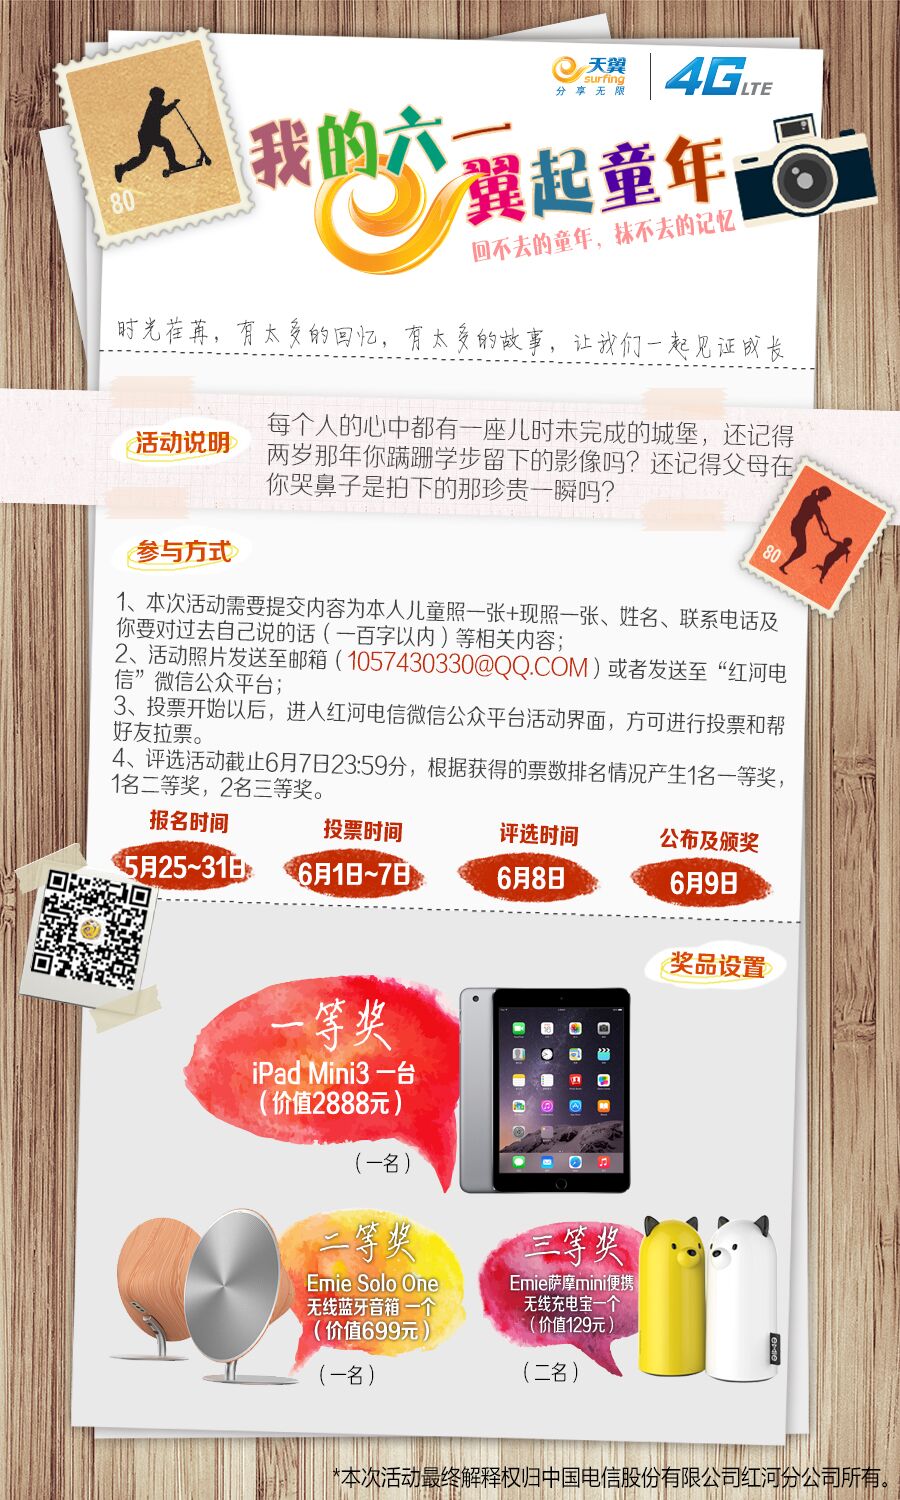 天翼
surfing
分享无限
4G LTE
我的六一
翼起童年
回不去的童年，抹不去的记忆
80
时光荏苒，有太多的回忆，有太多的故事，让我们一起见证成长
活动说明
每个人的心中都有一座儿时未完成的城堡，还记得
两岁那年你蹒跚学步留下的影像吗？还记得父母在
你哭鼻子是拍下的那珍贵一瞬吗？
80
参与方式
1、本次活动需要提交内容为本人儿童照一张+现照一张、姓名、联系电话及
你要对过去自己说的话（一百字以内）等相关内容；
2、活动照片发送至邮箱（1057430330@QQ.COM）或者发送至“红河电
信”微信公众平台；
3、投票开始以后，进入红河电信微信公众平台活动界面，方可进行投票和帮
好友拉票。
4、评选活动截止6月7日23:59分，根据获得的票数排名情况产生1名一等奖，
1名二等奖，2名三等奖。
报名时间 投票时间 评选时间 公布及颁奖
5月25~31日 6月1日~7日 6月8日 6月9日
奖品设置
一等奖
iPad Mini3 一台
（价值2888元）
（一名）
二等奖
Emie Solo One
无线蓝牙音箱 一个
（价值699元）
（一名）
三等奖
Emie萨摩mini便携
无线充电宝一个
（价值129元）
（二名）
*本次活动最终解释权归中国电信股份有限公司红河分公司所有。